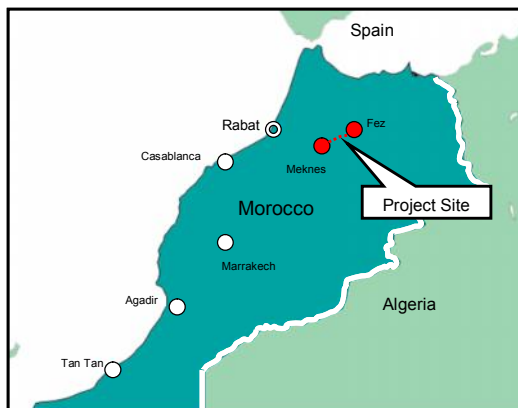 Spain
Rabat
Fez
Casablanca
Meknes
Project Site
Morocco
Marrakech
Agadir
Algeria
Tan Tan